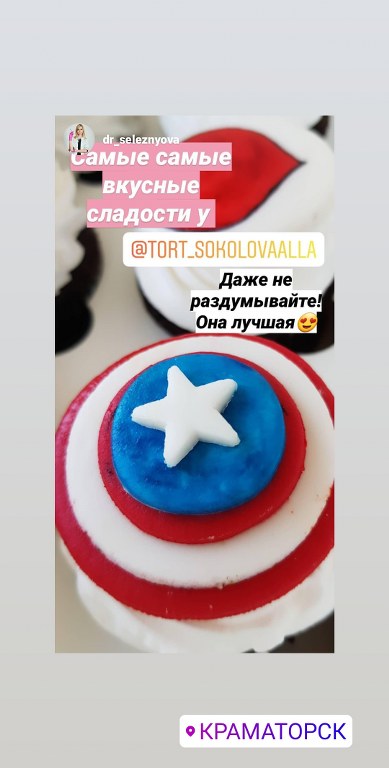 dr_seleznyova
Самые самые
вкусные
сладости у
@TORT_SOKOLOVAALLA
Даже не
раздумывайте!
Она лучшая😍
КРАМАТОРСК